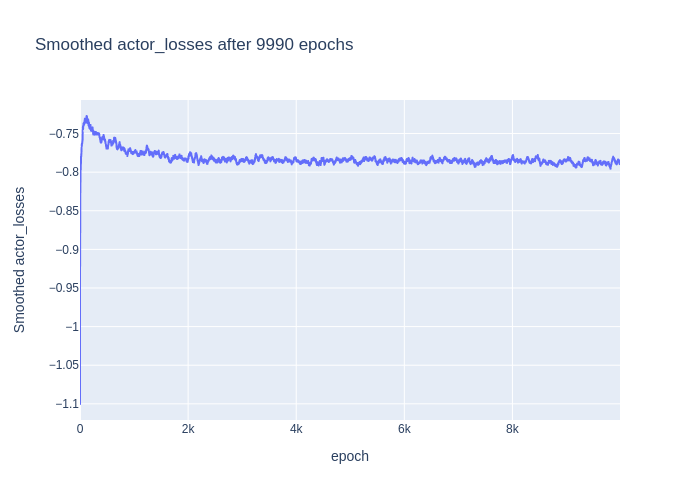 Smoothed actor_losses after 9990 epochs
Smoothed actor_losses
−0.75
−0.8
−0.85
−0.9
−0.95
−1
−1.05
−1.1
0 2k 4k 6k 8k
epoch